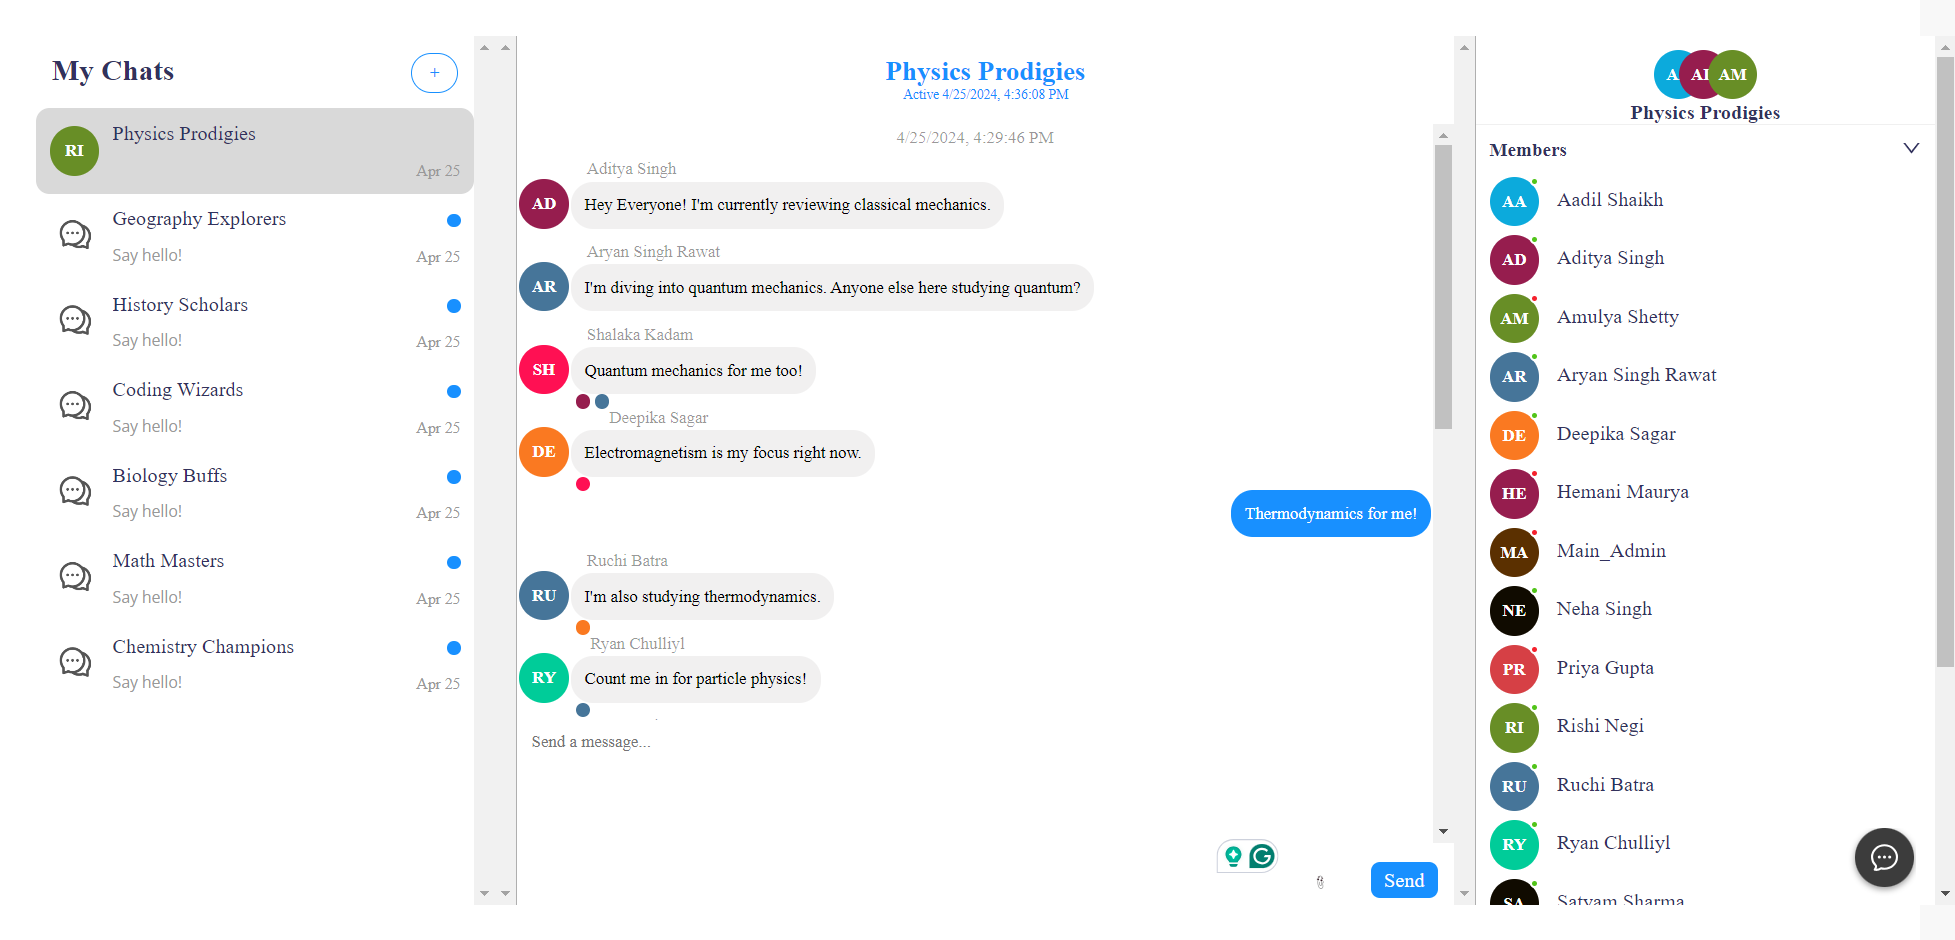 My Chats
+
RI
Physics Prodigies
Apr 25
Geography Explorers
Say hello!
Apr 25
History Scholars
Say hello!
Apr 25
Coding Wizards
Say hello!
Apr 25
Biology Buffs
Say hello!
Apr 25
Math Masters
Say hello!
Apr 25
Chemistry Champions
Say hello!
Apr 25
Physics Prodigies
Active 4/25/2024, 4:36:08 PM
4/25/2024, 4:29:46 PM
Aditya Singh
AD
Hey Everyone! I'm currently reviewing classical mechanics.
Aryan Singh Rawat
AR
I'm diving into quantum mechanics. Anyone else here studying quantum?
Shalaka Kadam
SH
Quantum mechanics for me too!
Deepika Sagar
DE
Electromagnetism is my focus right now.
Thermodynamics for me!
Ruchi Batra
RU
I'm also studying thermodynamics.
Ryan Chulliyl
RY
Count me in for particle physics!
Send a message...
Send
AM
Physics Prodigies
Members
AA
Aadil Shaikh
AD
Aditya Singh
AM
Amulya Shetty
AR
Aryan Singh Rawat
DE
Deepika Sagar
HE
Hemani Maurya
MA
Main_Admin
NE
Neha Singh
PR
Priya Gupta
RI
Rishi Negi
RU
Ruchi Batra
RY
Ryan Chulliyl
SA
Satyam Sharma